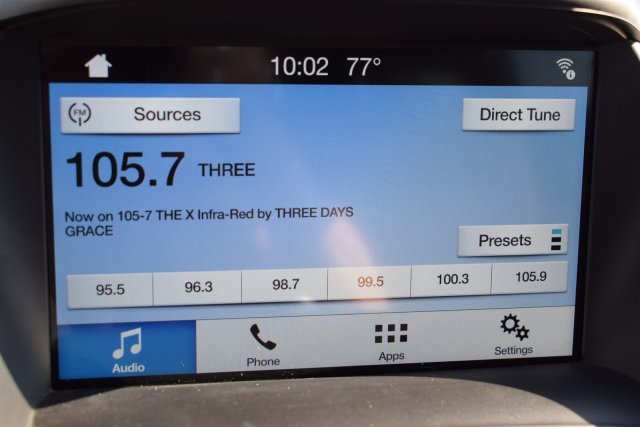 10:02 77°
FM Sources
Direct Tune
105.7 THREE
Now on 105-7 THE X Infra-Red by THREE DAYS
GRACE
Presets
95.5 96.3 98.7 99.5 100.3 105.9
Audio Phone Apps Settings